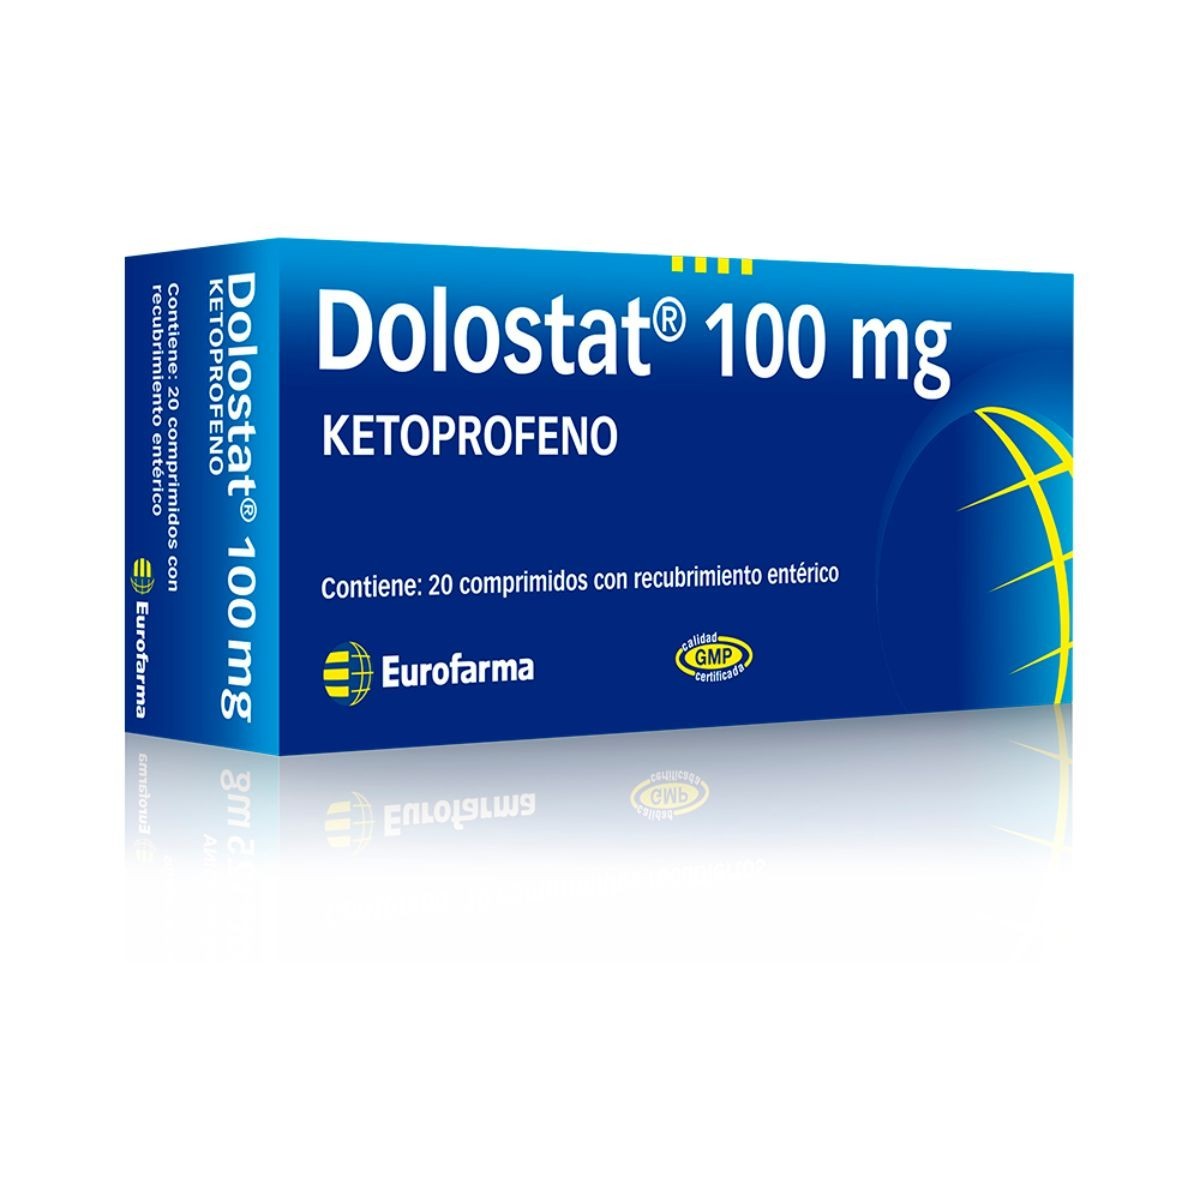 Dolostat® 100 mg
KETOPROFENO
Contiene: 20 comprimidos con recubrimiento entérico
Eurofarma
calidad
GMP
certificada
Dolostat® 100 mg
KETOPROFENO
Contiene: 20 comprimidos con
recubrimiento entérico
Eurofarma